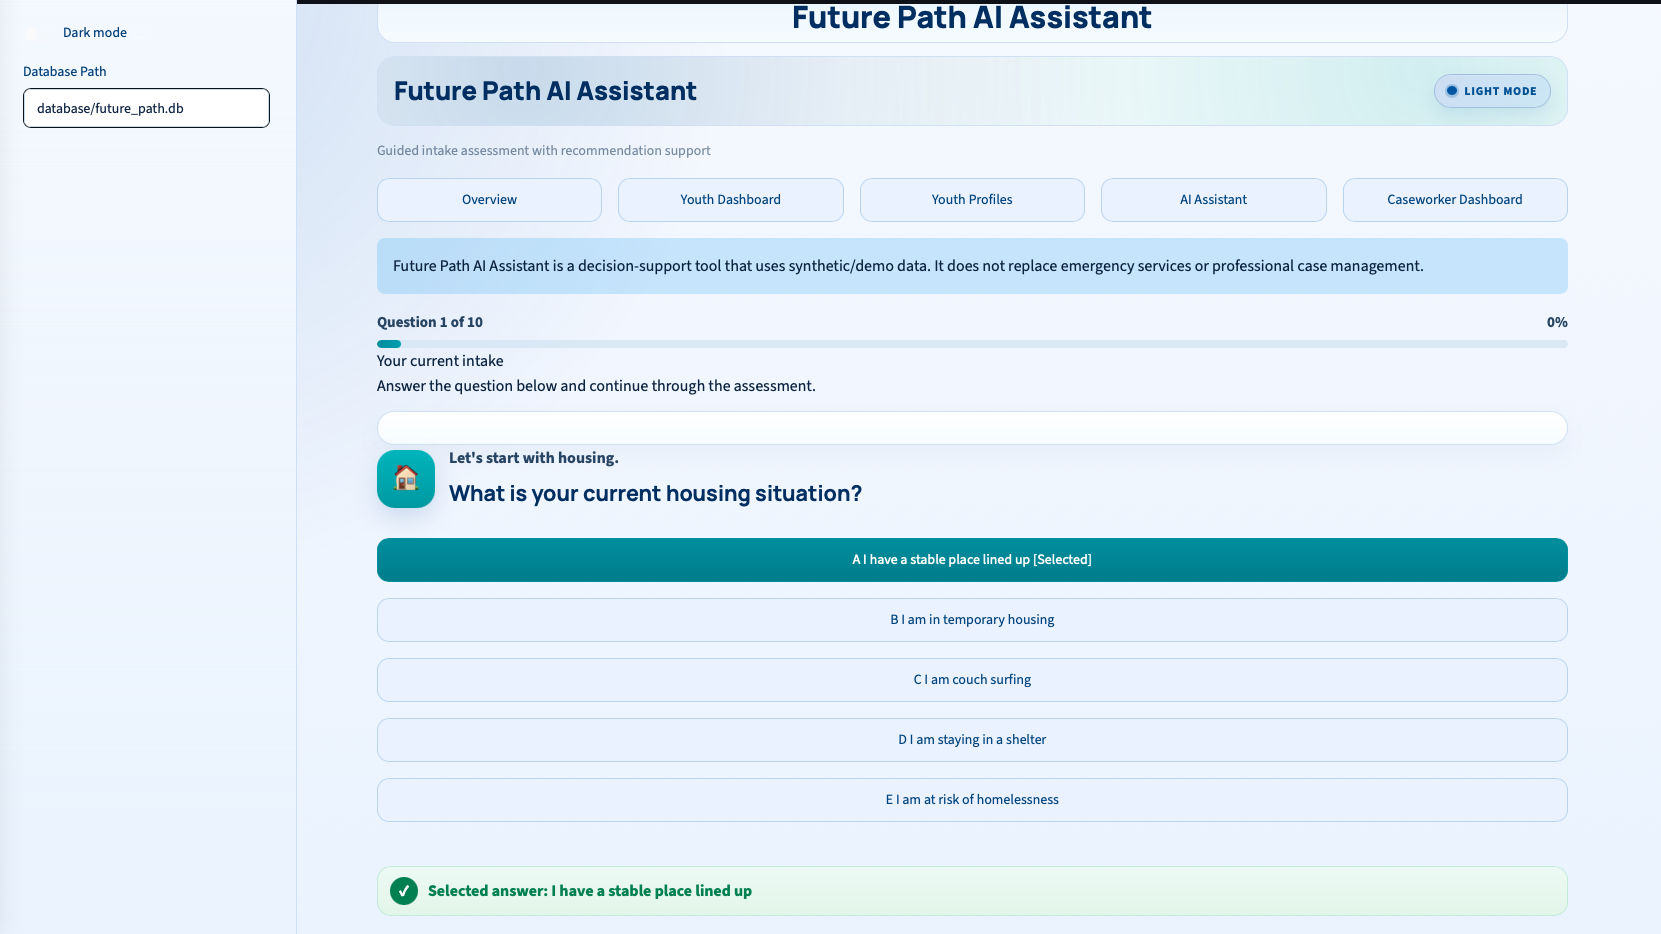 Dark mode
Database Path
database/future_path.db
Future Path AI Assistant
Future Path AI Assistant
LIGHT MODE
Guided intake assessment with recommendation support
Overview
Youth Dashboard
Youth Profiles
AI Assistant
Caseworker Dashboard
Future Path AI Assistant is a decision-support tool that uses synthetic/demo data. It does not replace emergency services or professional case management.
Question 1 of 10
0%
Your current intake
Answer the question below and continue through the assessment.
Let's start with housing.
What is your current housing situation?
A I have a stable place lined up [Selected]
B I am in temporary housing
C I am couch surfing
D I am staying in a shelter
E I am at risk of homelessness
Selected answer: I have a stable place lined up